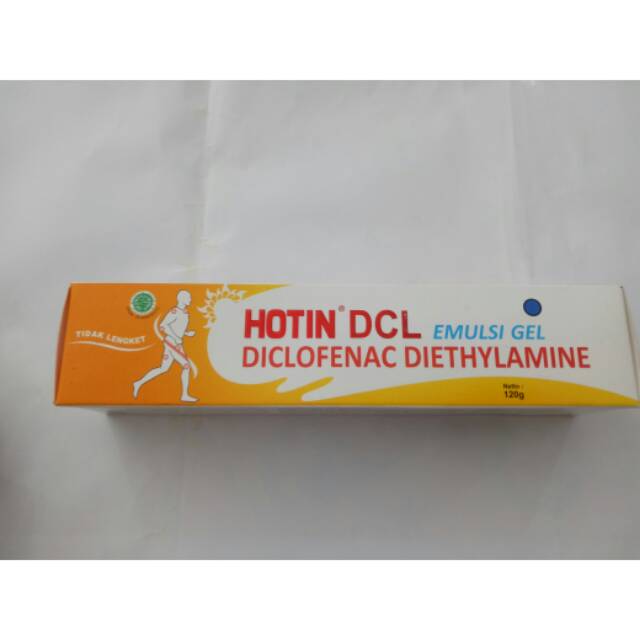 TIDAK LENGKET
HOTIN® DCL EMULSI GEL
DICLOFENAC DIETHYLAMINE
Netto :
120g